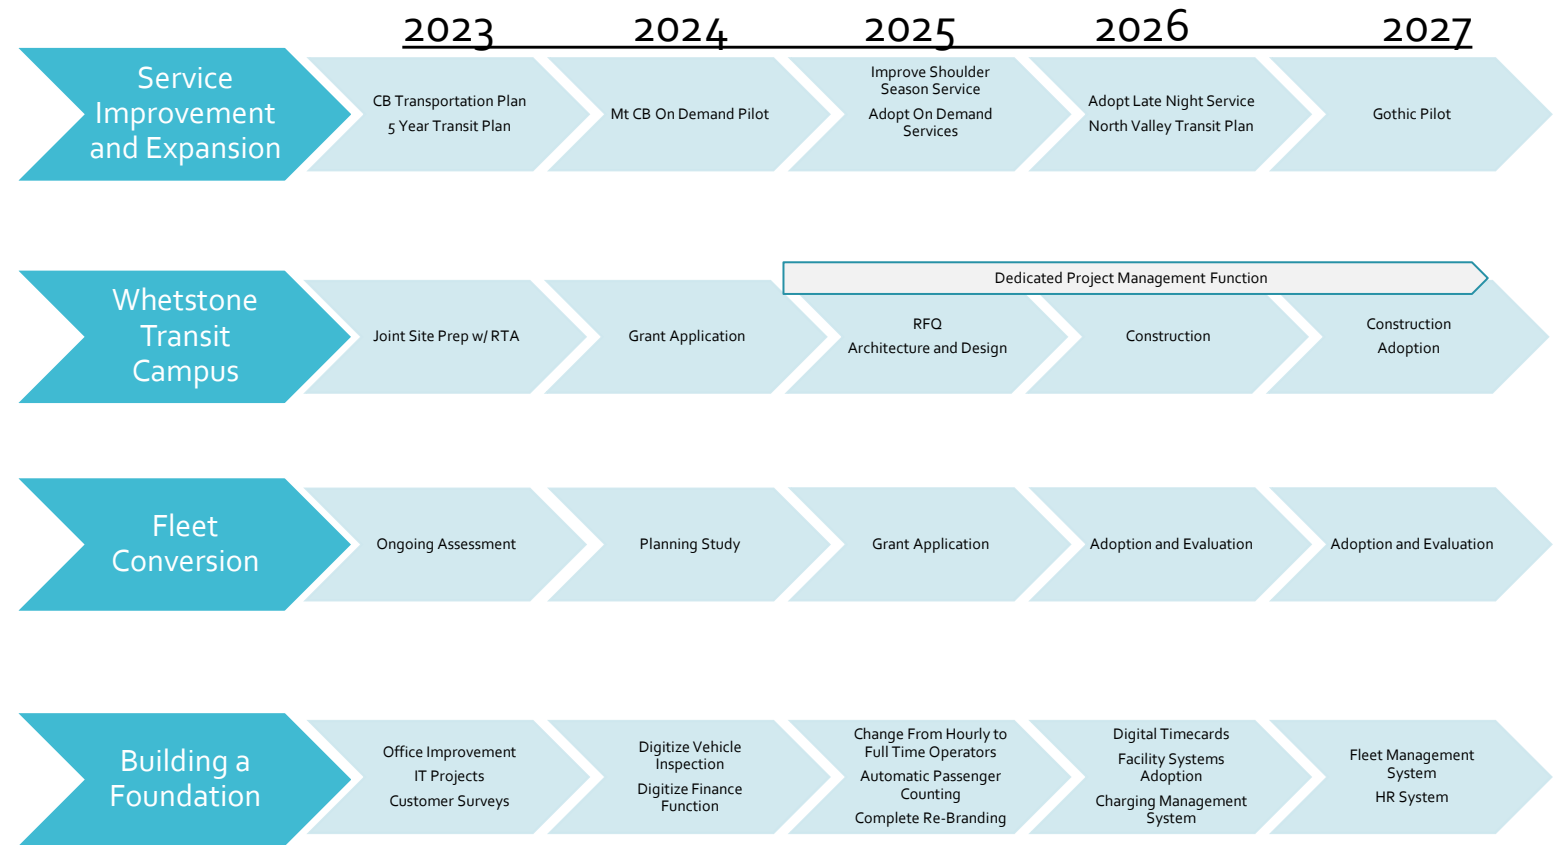 2023 2024 2025 2026 2027
Service
Improvement
and Expansion
CB Transportation Plan
5 Year Transit Plan
Mt CB On Demand Pilot
Improve Shoulder
Season Service
Adopt On Demand
Services
Adopt Late Night Service
North Valley Transit Plan
Gothic Pilot
Dedicated Project Management Function
Whetstone
Transit
Campus
Joint Site Prep w/ RTA
Grant Application
RFQ
Architecture and Design
Construction
Construction
Adoption
Fleet
Conversion
Ongoing Assessment
Planning Study
Grant Application
Adoption and Evaluation
Adoption and Evaluation
Building a
Foundation
Office Improvement
IT Projects
Customer Surveys
Digitize Vehicle
Inspection
Digitize Finance
Function
Change From Hourly to
Full Time Operators
Automatic Passenger
Counting
Complete Re-Branding
Digital Timecards
Facility Systems
Adoption
Charging Management
System
Fleet Management
System
HR System